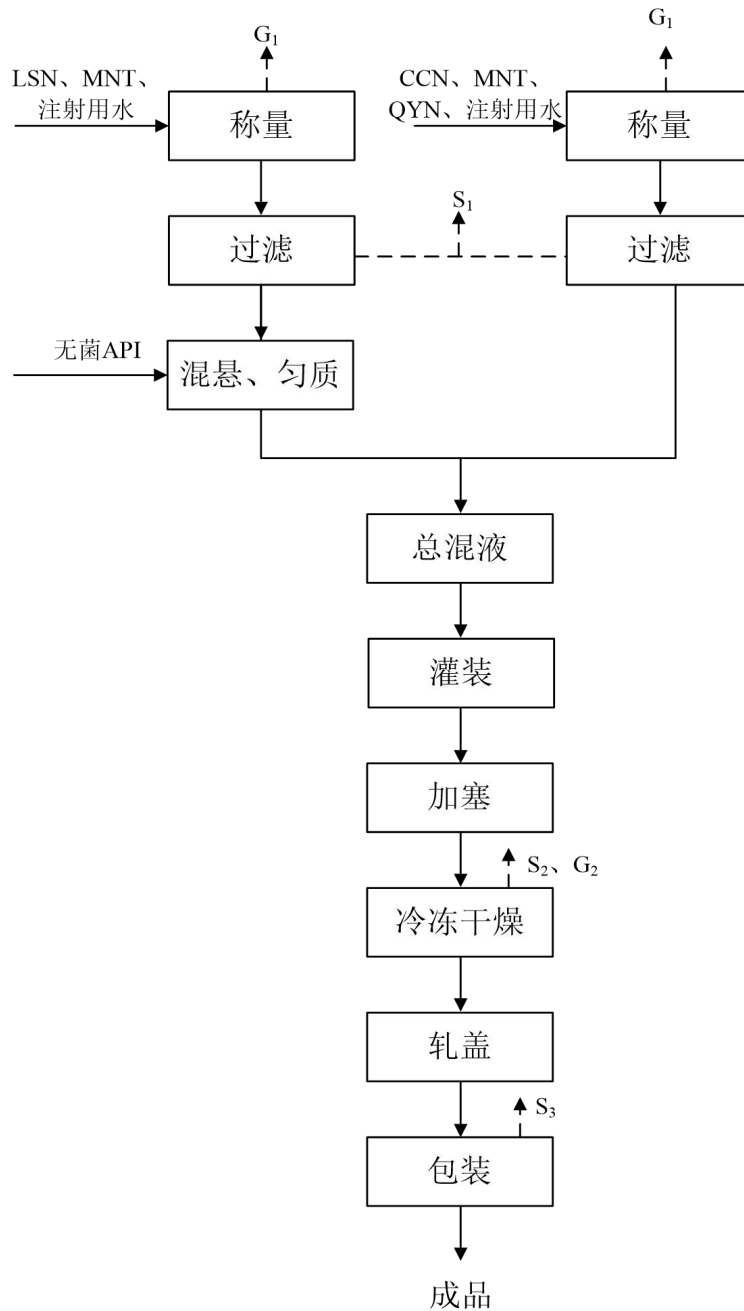 G₁
G₁
LSN、MNT、
注射用水
称量
CCN、MNT、
QYN、注射用水
称量
S₁
过滤
过滤
无菌API
混悬、匀质
总混液
灌装
加塞
S₂、G₂
冷冻干燥
轧盖
S₃
包装
成品